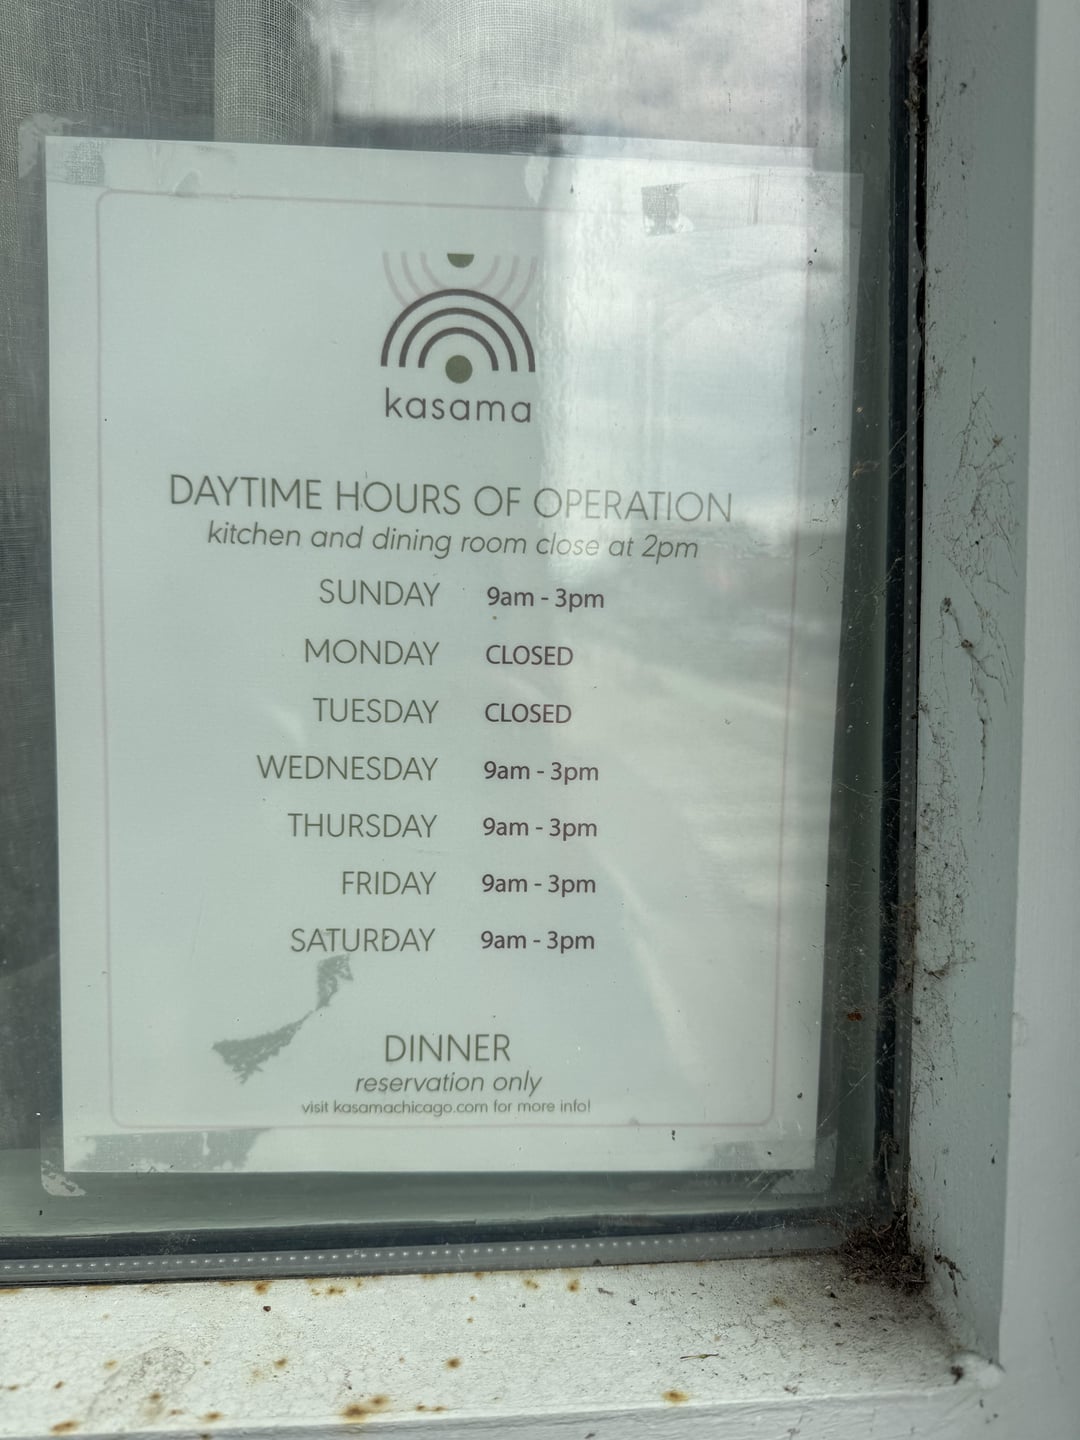 kasama
DAYTIME HOURS OF OPERATION
kitchen and dining room close at 2pm
SUNDAY 9am - 3pm
MONDAY CLOSED
TUESDAY CLOSED
WEDNESDAY 9am - 3pm
THURSDAY 9am - 3pm
FRIDAY 9am - 3pm
SATURDAY 9am - 3pm
DINNER
reservation only
visit kasamachicago.com for more info!